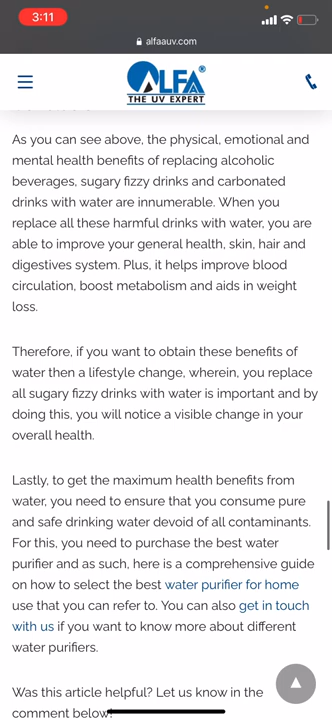 3:11
alfaauv.com
ALFA®
THE UV EXPERT
As you can see above, the physical, emotional and
mental health benefits of replacing alcoholic
beverages, sugary fizzy drinks and carbonated
drinks with water are innumerable. When you
replace all these harmful drinks with water, you are
able to improve your general health, skin, hair and
digestives system. Plus, it helps improve blood
circulation, boost metabolism and aids in weight
loss.
Therefore, if you want to obtain these benefits of
water then a lifestyle change, wherein, you replace
all sugary fizzy drinks with water is important and by
doing this, you will notice a visible change in your
overall health.
Lastly, to get the maximum health benefits from
water, you need to ensure that you consume pure
and safe drinking water devoid of all contaminants.
For this, you need to purchase the best water
purifier and as such, here is a comprehensive guide
on how to select the best water purifier for home
use that you can refer to. You can also get in touch
with us if you want to know more about different
water purifiers.
Was this article helpful? Let us know in the
comment below!